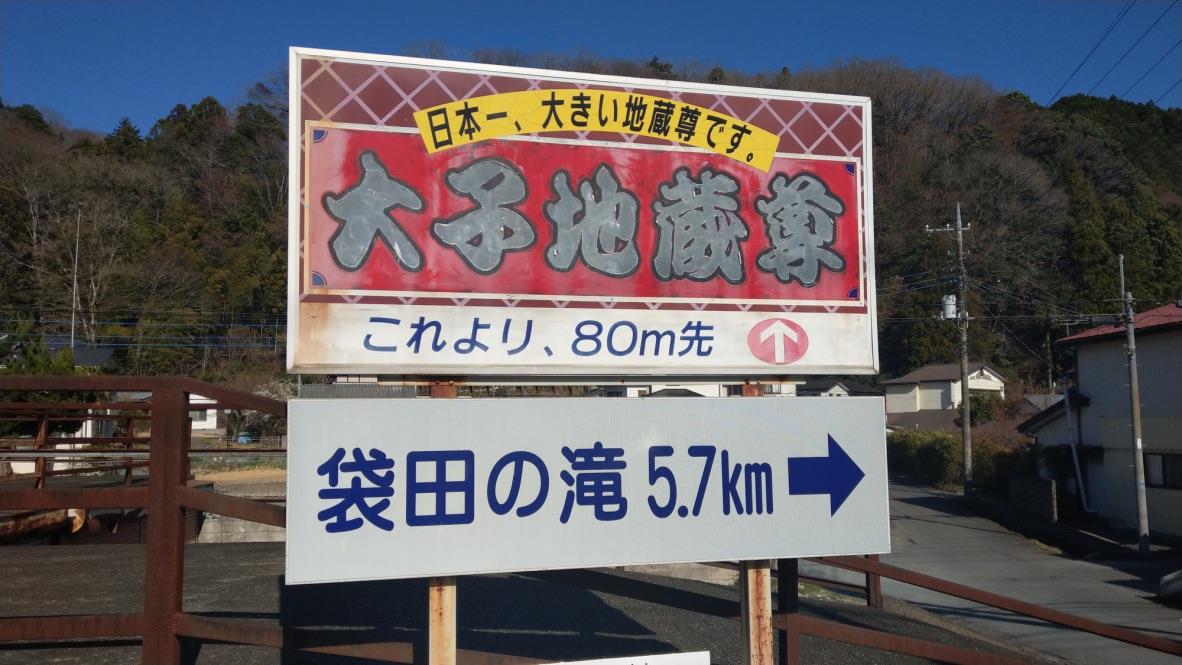 日本一、大きい地蔵尊です。
大子地蔵尊
これより、80m先
袋田の滝 5.7km